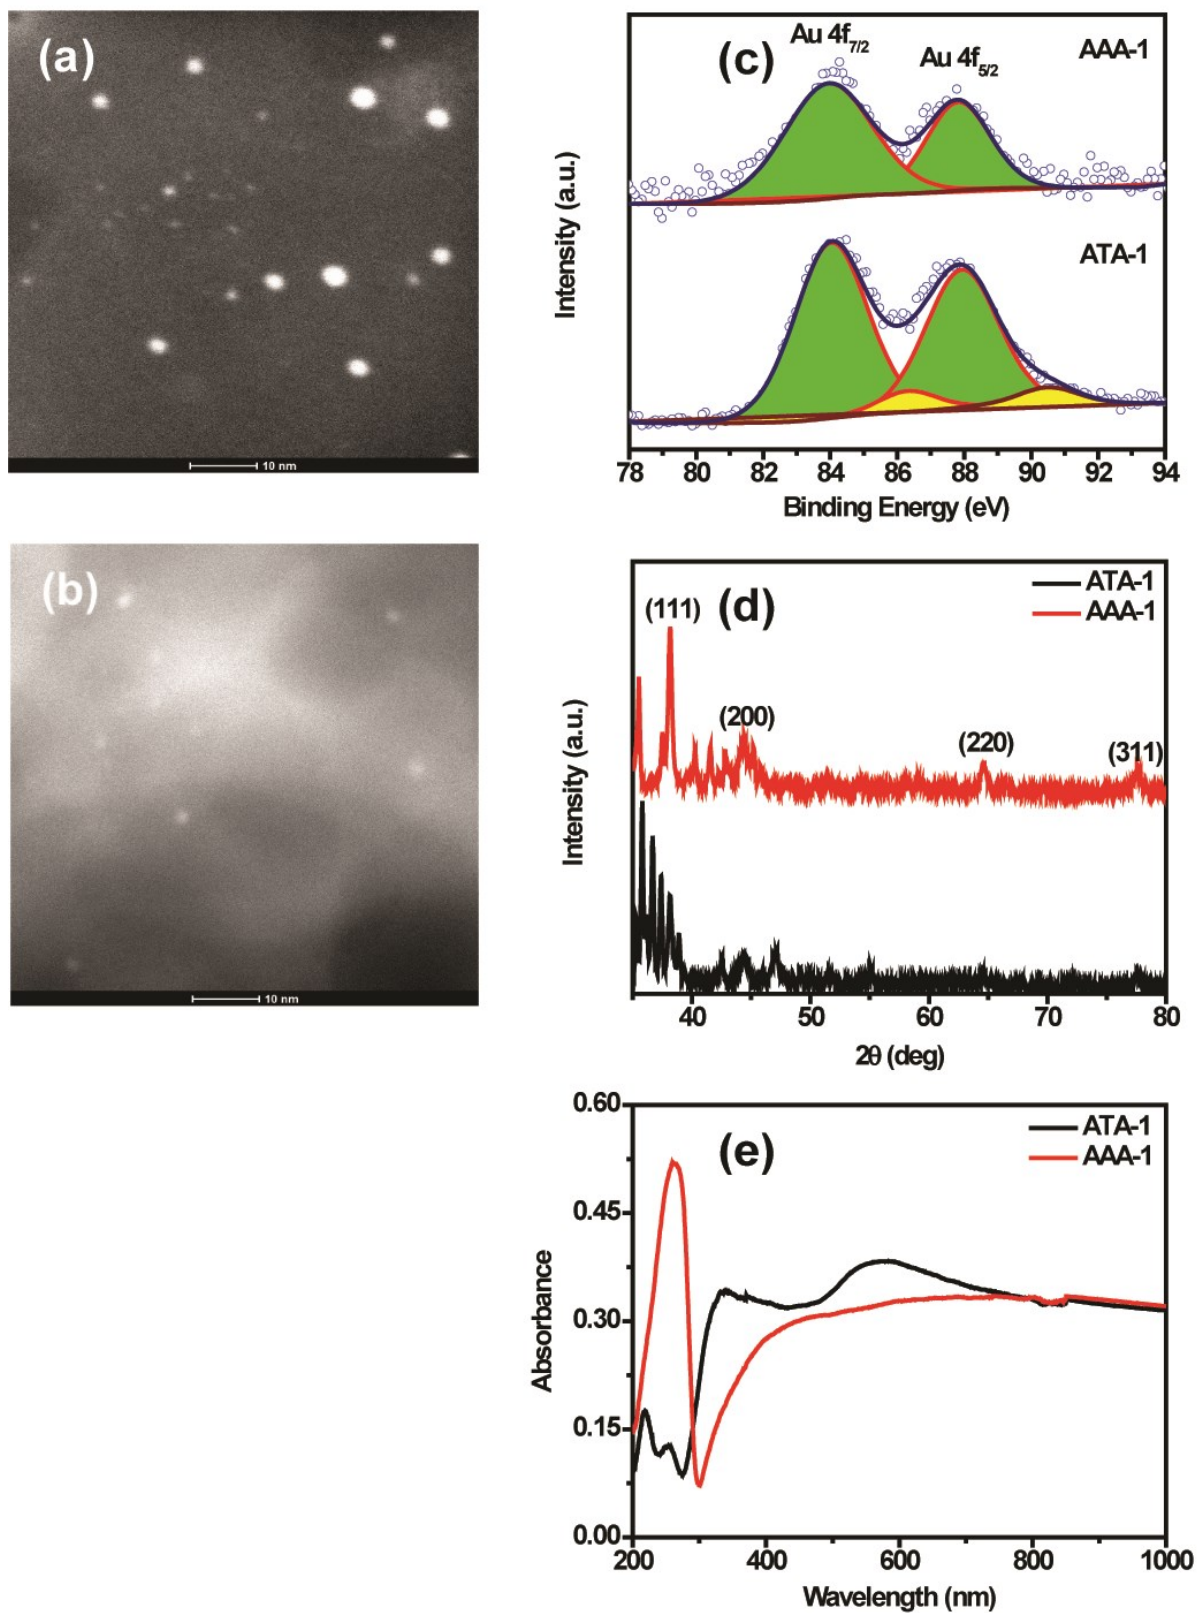 (a)
10 nm
(b)
10 nm
(c)
Au 4f7/2
Au 4f5/2
AAA-1
ATA-1
Intensity (a.u.)
78 80 82 84 86 88 90 92 94
Binding Energy (eV)
(d)
ATA-1
AAA-1
(111)
(200)
(220)
(311)
Intensity (a.u.)
40 50 60 70 80
2θ (deg)
(e)
ATA-1
AAA-1
0.60
0.45
0.30
0.15
0.00
Absorbance
200 400 600 800 1000
Wavelength (nm)